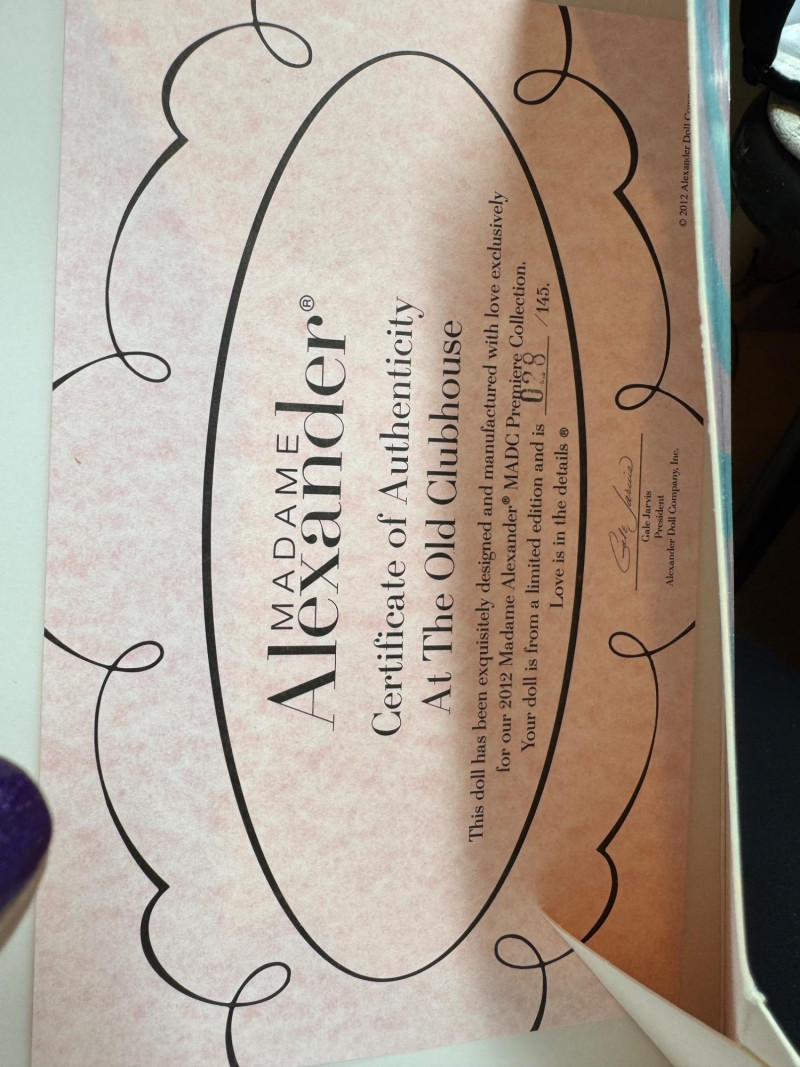 MADAME
Alexander®
Certificate of Authenticity
At The Old Clubhouse
This doll has been exquisitely designed and manufactured with love exclusively
for our 2012 Madame Alexander® MADC Premiere Collection.
Your doll is from a limited edition and is 028 /145.
Love is in the details ®
Gale Jarvis
Gale Jarvis
President
Alexander Doll Company, Inc.
© 2012 Alexander Doll